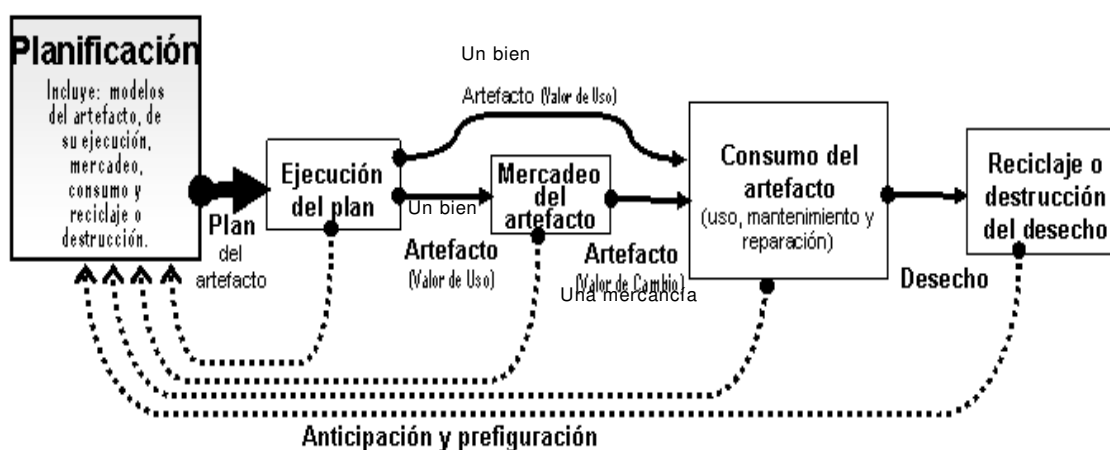 Planificación
Incluye: modelos
del artefacto, de
su ejecución,
mercadeo,
consumo y
reciclaje o
destrucción.
Plan
del
artefacto
Ejecución
del plan
Un bien
Artefacto (Valor de Uso)
Un bien
Artefacto
(Valor de Uso)
Mercadeo
del
artefacto
Artefacto
(Valor de Cambio)
Una mercancía
Consumo del
artefacto
(uso, mantenimiento y
reparación)
Desecho
Reciclaje o
destrucción
del desecho
Anticipación y prefiguración